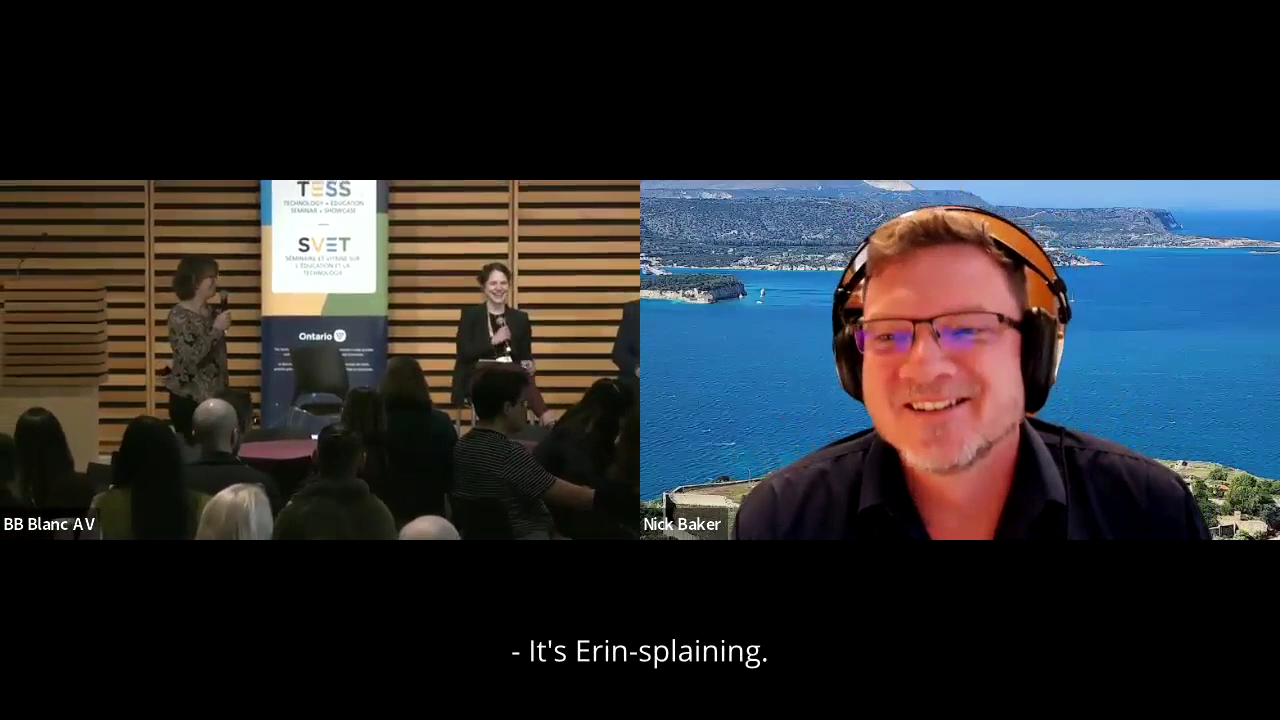 TESS
TECHNOLOGY + EDUCATION
SEMINAR + SHOWCASE
SVET
SÉMINAIRE ET VITRINE SUR
L'ÉDUCATION ET LA
TECHNOLOGIE
Ontario
BB Blanc AV
Nick Baker
- It's Erin-splaining.